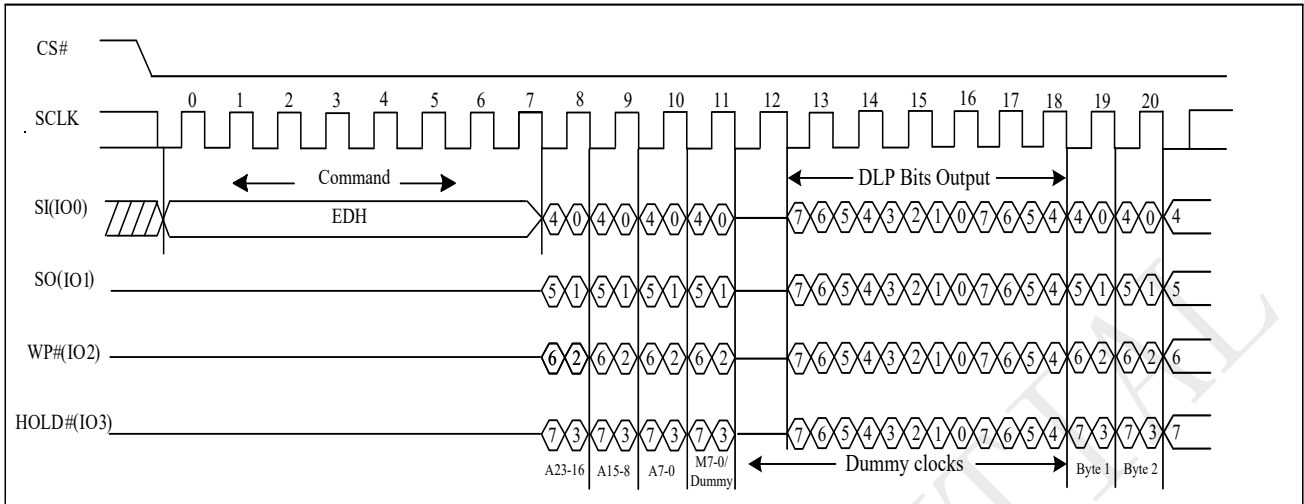 CS#
0 1 2 3 4 5 6 7 8 9 10 11 12 13 14 15 16 17 18 19 20
SCLK
Command
DLP Bits Output
SI(IO0)
EDH
4 0 4 0 4 0 4 0 7 6 5 4 3 2 1 0 7 6 5 4 4 0 4 0 4
SO(IO1)
5 1 5 1 5 1 5 1 7 6 5 4 3 2 1 0 7 6 5 4 5 1 5 1 5
WP#(IO2)
6 2 6 2 6 2 6 2 7 6 5 4 3 2 1 0 7 6 5 4 6 2 6 2 6
HOLD#(IO3)
7 3 7 3 7 3 7 3 7 6 5 4 3 2 1 0 7 6 5 4 7 3 7 3 7
A23-16 A15-8 A7-0 M7-0/
Dummy
Dummy clocks
Byte 1 Byte 2
TIAL